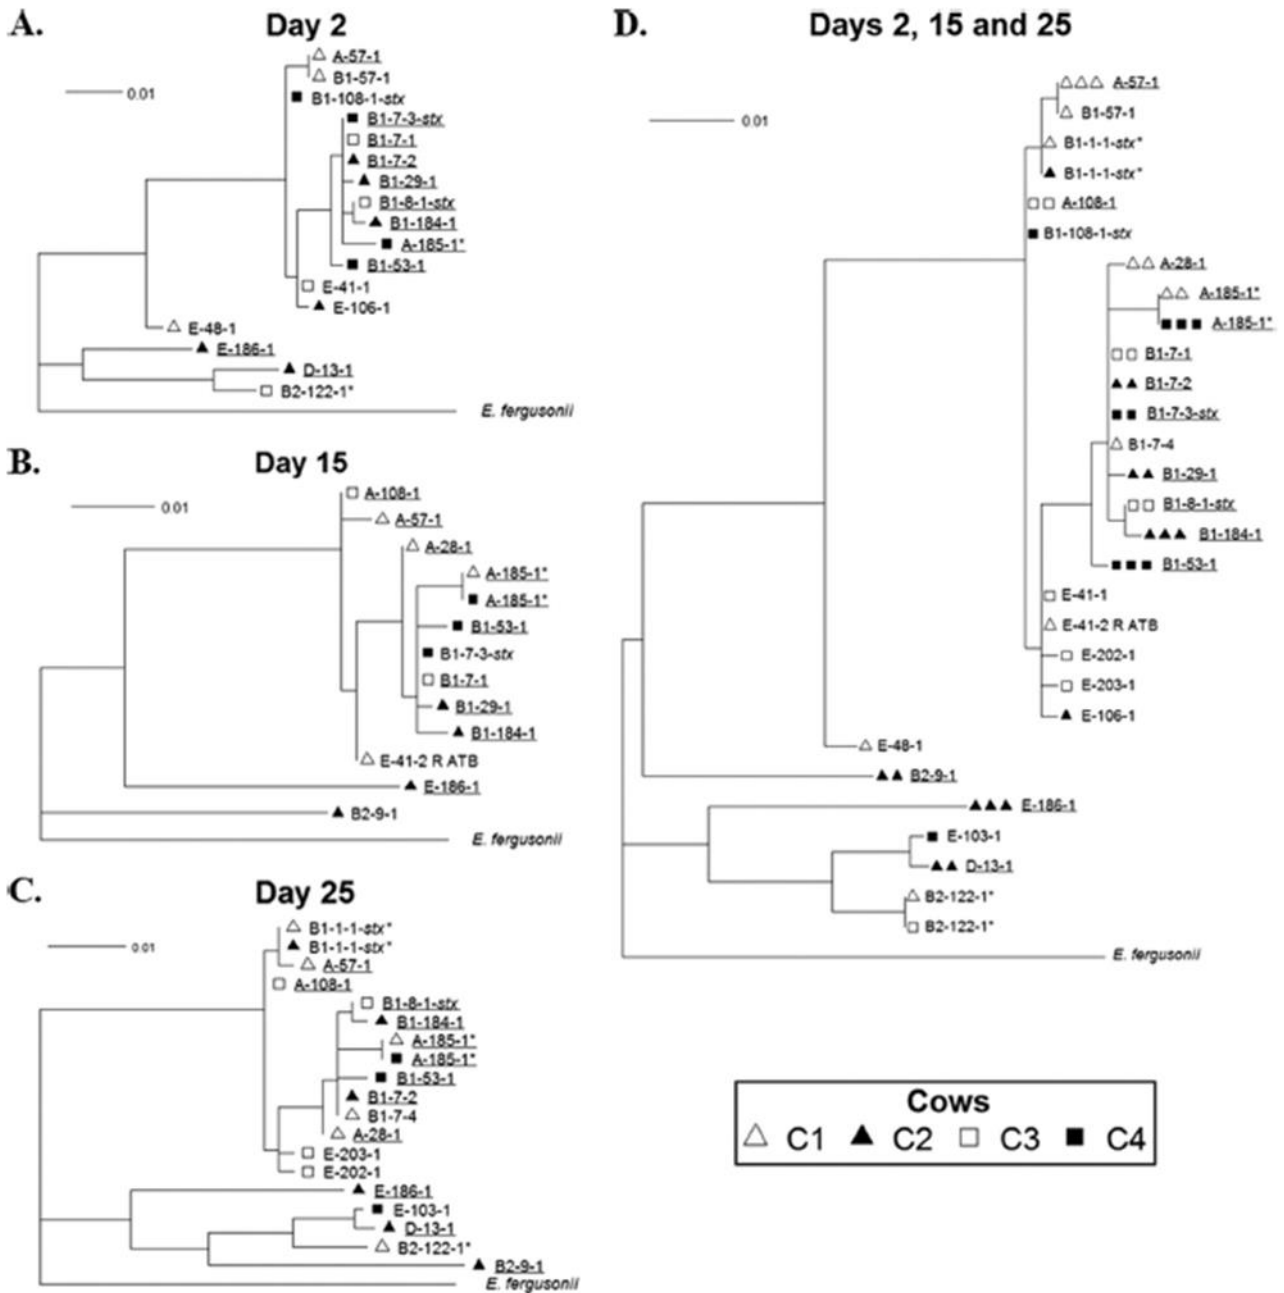 A.
Day 2
0.01
A-57-1
B1-57-1
B1-108-1-stx
B1-7-3-stx
B1-7-1
B1-7-2
B1-29-1
B1-8-1-stx
B1-184-1
A-185-1*
B1-53-1
E-41-1
E-106-1
E-48-1
E-186-1
D-13-1
B2-122-1*
E. fergusonii
B.
Day 15
0.01
A-108-1
A-57-1
A-28-1
A-185-1*
A-185-1*
B1-53-1
B1-7-3-stx
B1-7-1
B1-29-1
B1-184-1
E-41-2 R ATB
E-186-1
B2-9-1
E. fergusonii
C.
Day 25
0.01
B1-1-1-stx*
B1-1-1-stx*
A-57-1
A-108-1
B1-8-1-stx
B1-184-1
A-185-1*
A-185-1*
B1-53-1
B1-7-2
B1-7-4
A-28-1
E-203-1
E-202-1
E-186-1
E-103-1
D-13-1
B2-122-1*
B2-9-1
E. fergusonii
D.
Days 2, 15 and 25
0.01
A-57-1
B1-57-1
B1-1-1-stx*
B1-1-1-stx*
A-108-1
B1-108-1-stx
A-28-1
A-185-1*
A-185-1*
B1-7-1
B1-7-2
B1-7-3-stx
B1-7-4
B1-29-1
B1-8-1-stx
B1-184-1
B1-53-1
E-41-1
E-41-2 R ATB
E-202-1
E-203-1
E-106-1
E-48-1
B2-9-1
E-186-1
E-103-1
D-13-1
B2-122-1*
B2-122-1*
E. fergusonii
Cows
C1 C2 C3 C4